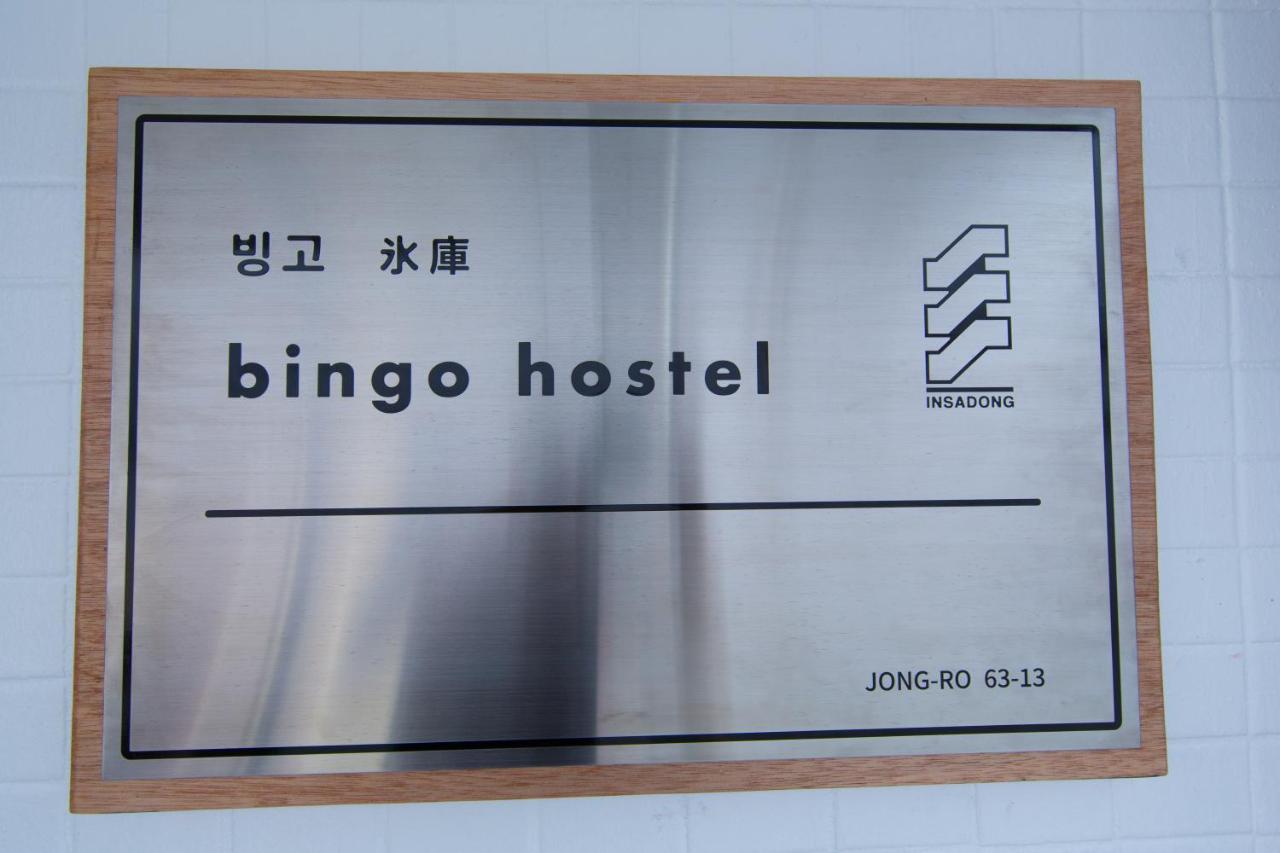 빙고 氷庫
bingo hostel
INSADONG
JONG-RO 63-13